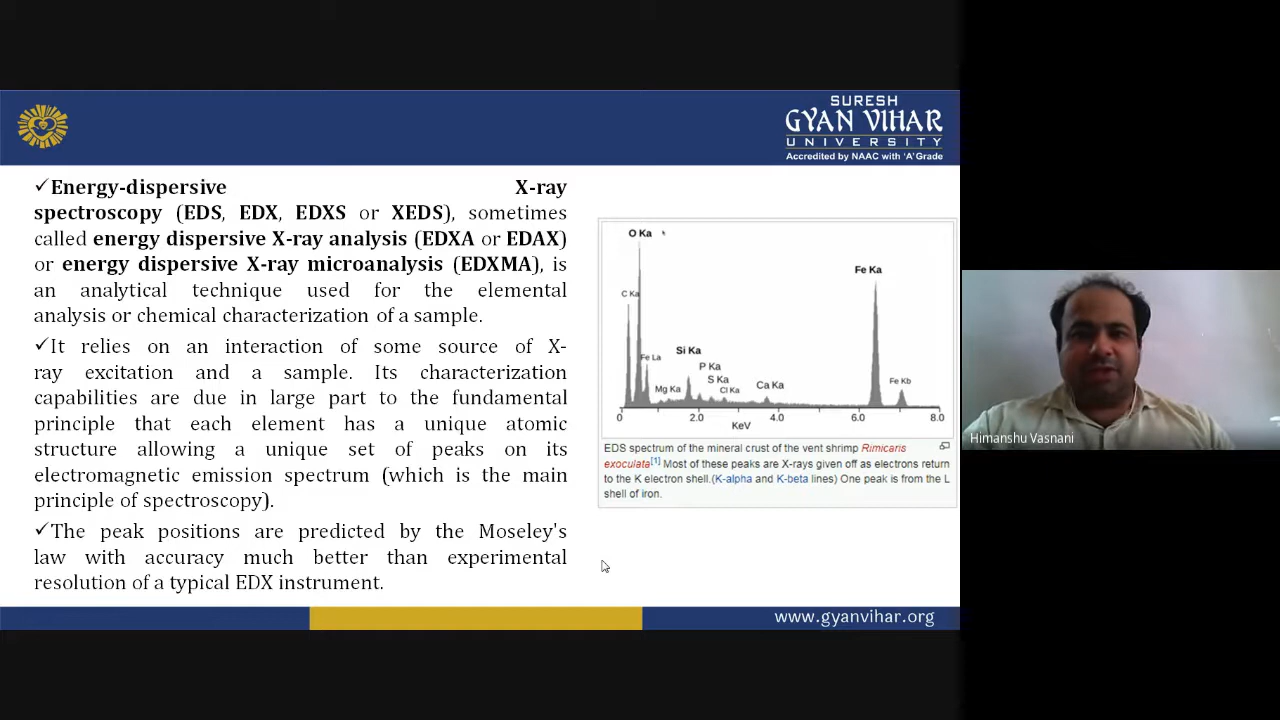 SURESH
GYAN VIHAR
UNIVERSITY
Accredited by NAAC with 'A' Grade
✓Energy-dispersive X-ray
spectroscopy (EDS, EDX, EDXS or XEDS), sometimes
called energy dispersive X-ray analysis (EDXA or EDAX)
or energy dispersive X-ray microanalysis (EDXMA), is
an analytical technique used for the elemental
analysis or chemical characterization of a sample.
✓It relies on an interaction of some source of X-
ray excitation and a sample. Its characterization
capabilities are due in large part to the fundamental
principle that each element has a unique atomic
structure allowing a unique set of peaks on its
electromagnetic emission spectrum (which is the main
principle of spectroscopy).
✓The peak positions are predicted by the Moseley's
law with accuracy much better than experimental
resolution of a typical EDX instrument.
O Ka
Fe Ka
C Ka
Fe La
Si Ka
P Ka
S Ka
Mg Ka
Cl Ka
Ca Ka
Fe Kb
0 2.0 4.0 6.0 8.0
KeV
EDS spectrum of the mineral crust of the vent shrimp Rimicaris
exoculata[1] Most of these peaks are X-rays given off as electrons return
to the K electron shell.(K-alpha and K-beta lines) One peak is from the L
shell of iron.
Himanshu Vasnani
www.gyanvihar.org